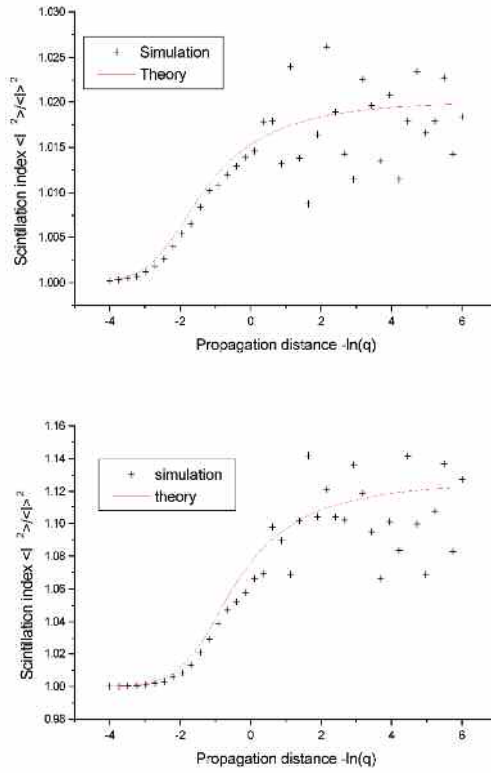 1.030
1.025
1.020
1.015
1.010
1.005
1.000
Scintillation index <I ²>/<I> ²
Simulation
Theory
-4 -2 0 2 4 6
Propagation distance -ln(q)
1.16
1.14
1.12
1.10
1.08
1.06
1.04
1.02
1.00
0.98
Scintillation index <I ²>/<I> ²
simulation
theory
-4 -2 0 2 4 6
Propagation distance -ln(q)